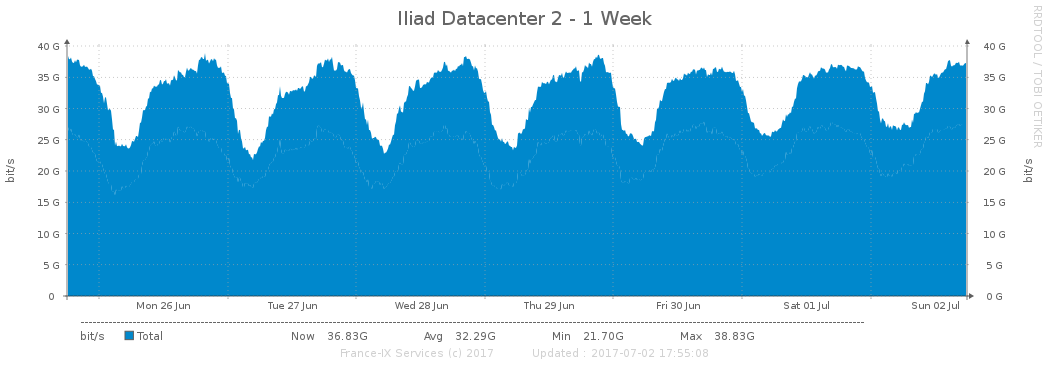 Iliad Datacenter 2 - 1 Week
RRDTOOL / TOBI OETIKER
40 G 40 G
35 G 35 G
30 G 30 G
25 G 25 G
20 G 20 G
15 G 15 G
10 G 10 G
5 G 5 G
0 0 G
bit/s bit/s
Mon 26 Jun Tue 27 Jun Wed 28 Jun Thu 29 Jun Fri 30 Jun Sat 01 Jul Sun 02 Jul
bit/s Total Now 36.83G Avg 32.29G Min 21.70G Max 38.83G
France-IX Services (c) 2017 Updated : 2017-07-02 17:55:08